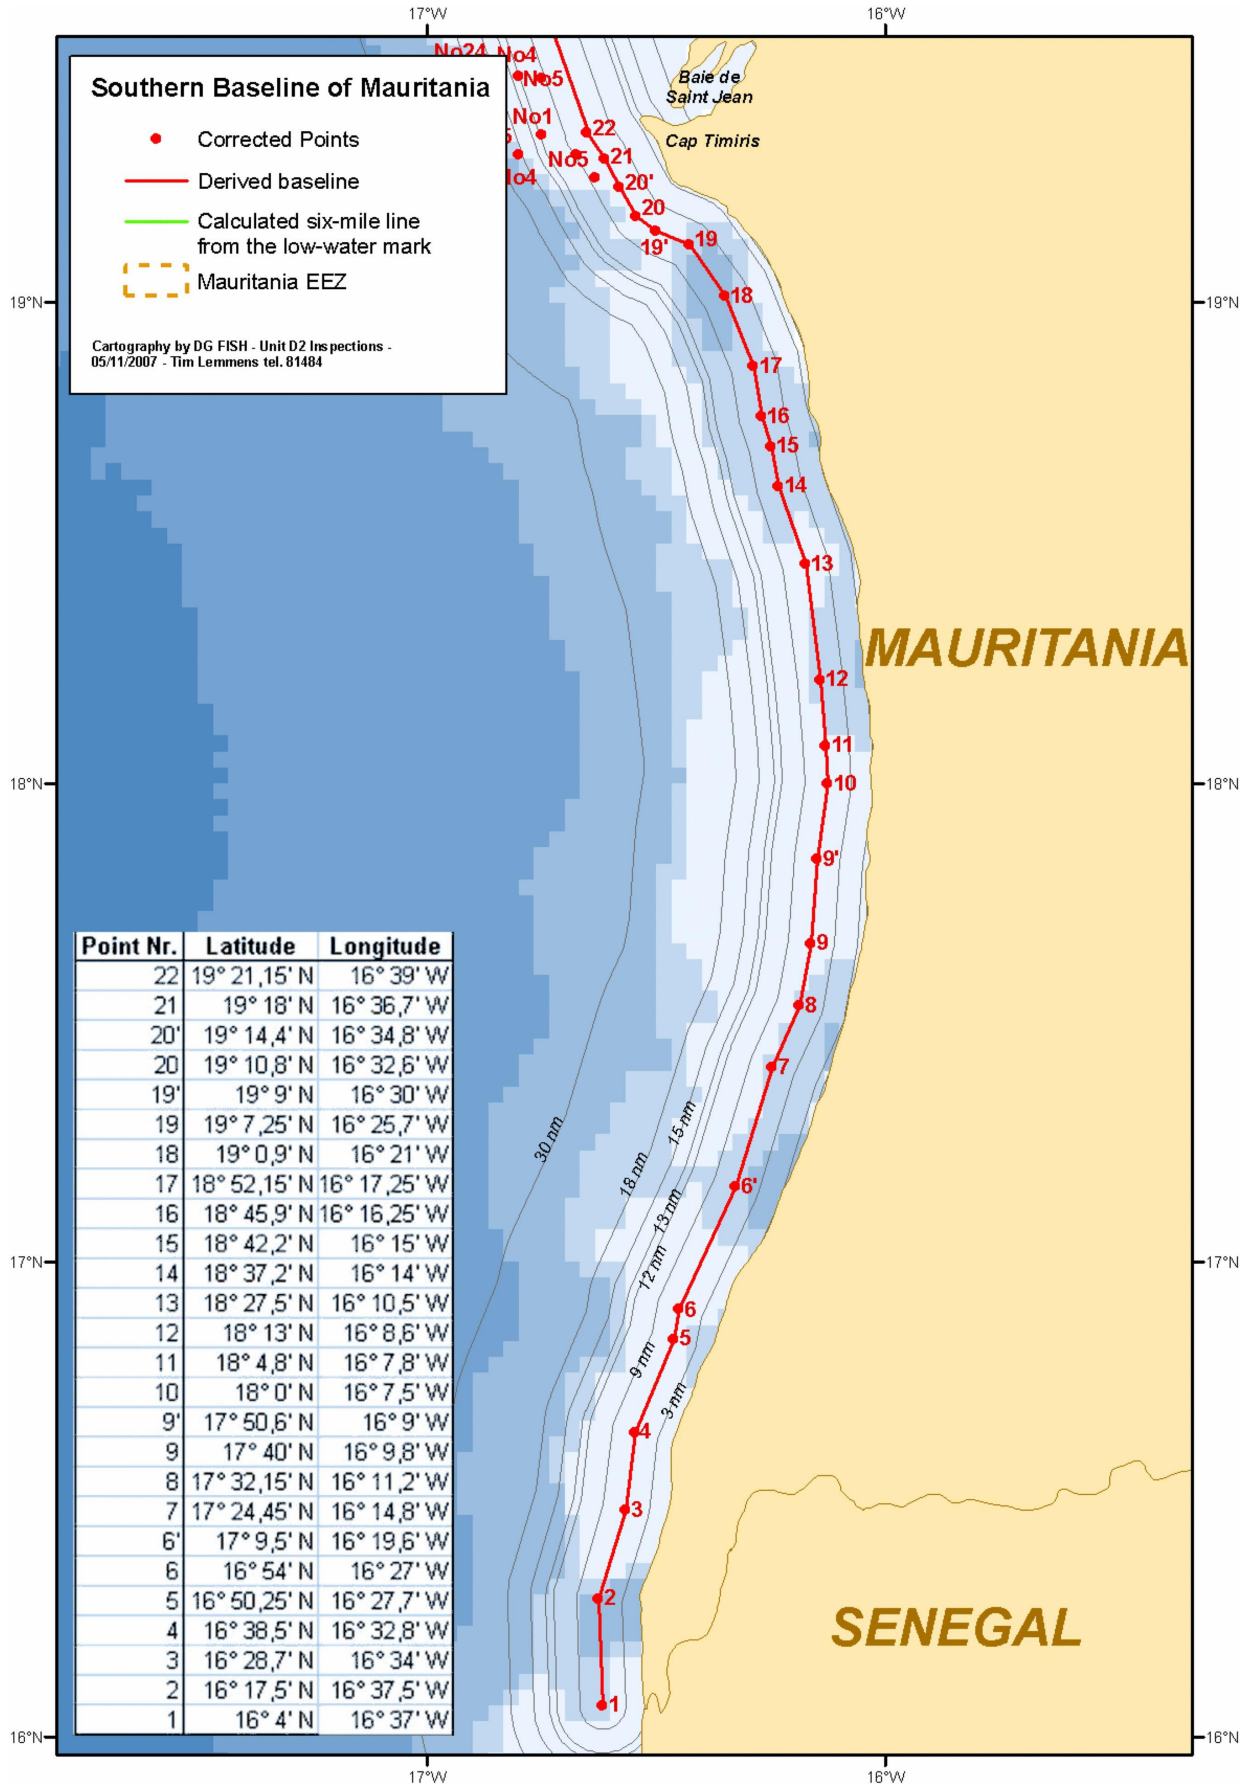 17°W
16°W
No24
No4
No5
No1
No5
Southern Baseline of Mauritania
Corrected Points
Derived baseline
Calculated six-mile line
from the low-water mark
Mauritania EEZ
Cartography by DG FISH - Unit D2 Inspections -
05/11/2007 - Tim Lemmens tel. 81484
Baie de
Saint Jean
Cap Timiris
22
21
20'
20
19'
19
18
17
16
15
14
13
12
11
10
9'
9
8
7
6'
6
5
4
3
2
1
19°N
19°N
18°N
18°N
17°N
17°N
16°N
16°N
MAURITANIA
SENEGAL
30 nm
18 nm
15 nm
13 nm
12 nm
9 nm
3 nm
Point Nr. Latitude Longitude
22 19° 21,15' N 16° 39' W
21 19° 18' N 16° 36,7' W
20' 19° 14,4' N 16° 34,8' W
20 19° 10,8' N 16° 32,6' W
19' 19° 9' N 16° 30' W
19 19° 7,25' N 16° 25,7' W
18 19° 0,9' N 16° 21' W
17 18° 52,15' N 16° 17,25' W
16 18° 45,9' N 16° 16,25' W
15 18° 42,2' N 16° 15' W
14 18° 37,2' N 16° 14' W
13 18° 27,5' N 16° 10,5' W
12 18° 13' N 16° 8,6' W
11 18° 4,8' N 16° 7,8' W
10 18° 0' N 16° 7,5' W
9' 17° 50,6' N 16° 9' W
9 17° 40' N 16° 9,8' W
8 17° 32,15' N 16° 11,2' W
7 17° 24,45' N 16° 14,8' W
6' 17° 9,5' N 16° 19,6' W
6 16° 54' N 16° 27' W
5 16° 50,25' N 16° 27,7' W
4 16° 38,5' N 16° 32,8' W
3 16° 28,7' N 16° 34' W
2 16° 17,5' N 16° 37,5' W
1 16° 4' N 16° 37' W
17°W
16°W